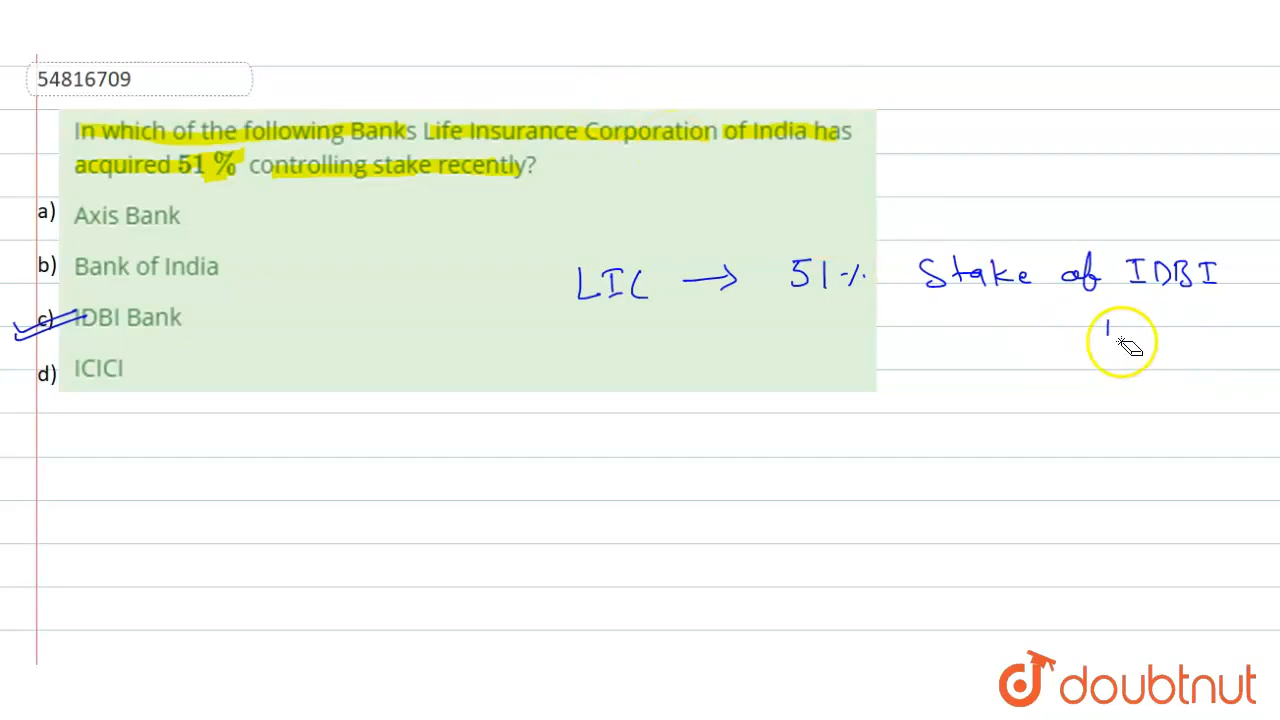 54816709
In which of the following Banks Life Insurance Corporation of India has
acquired 51 % controlling stake recently?
a) Axis Bank
b) Bank of India
c) IDBI Bank
d) ICICI
LIC → 51% Stake of IDBI
doubtnut